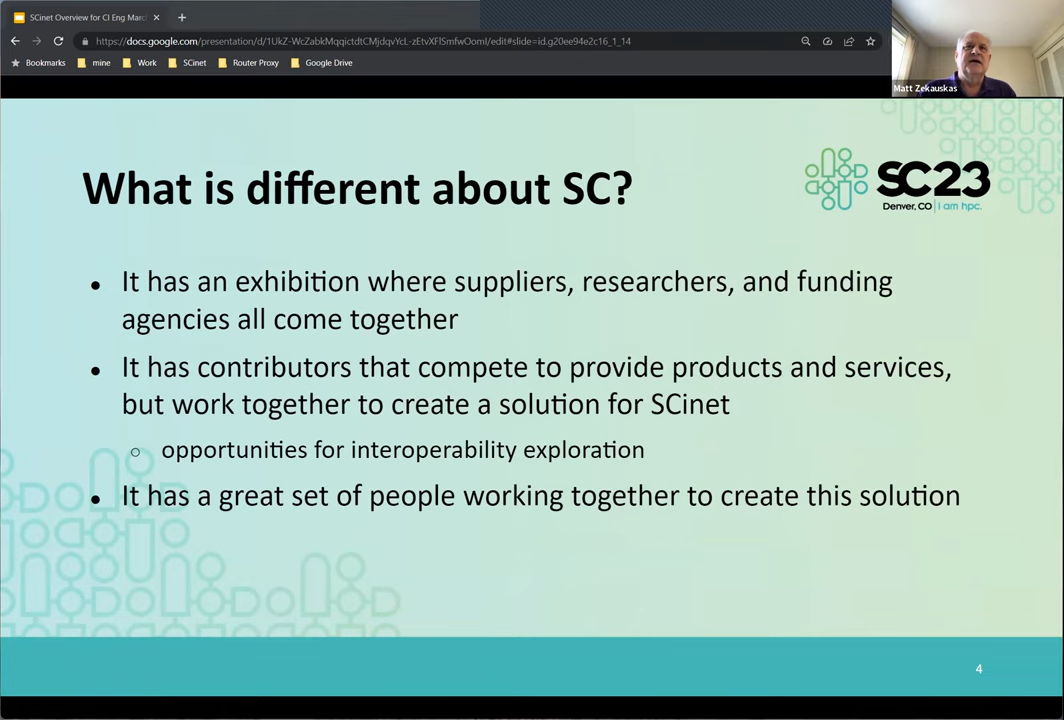 SCinet Overview for CI Eng Marc
https://docs.google.com/presentation/d/1UkZ-WcZabkMqqictdtCMjdqvYcL-zEtvXFlSmfwOomI/edit#slide=id.g20ee94e2c16_1_14
Bookmarks mine Work SCinet Router Proxy Google Drive
Matt Zekauskas
What is different about SC?
SC23
Denver, CO | I am hpc.
• It has an exhibition where suppliers, researchers, and funding
agencies all come together
• It has contributors that compete to provide products and services,
but work together to create a solution for SCinet
○ opportunities for interoperability exploration
• It has a great set of people working together to create this solution
4